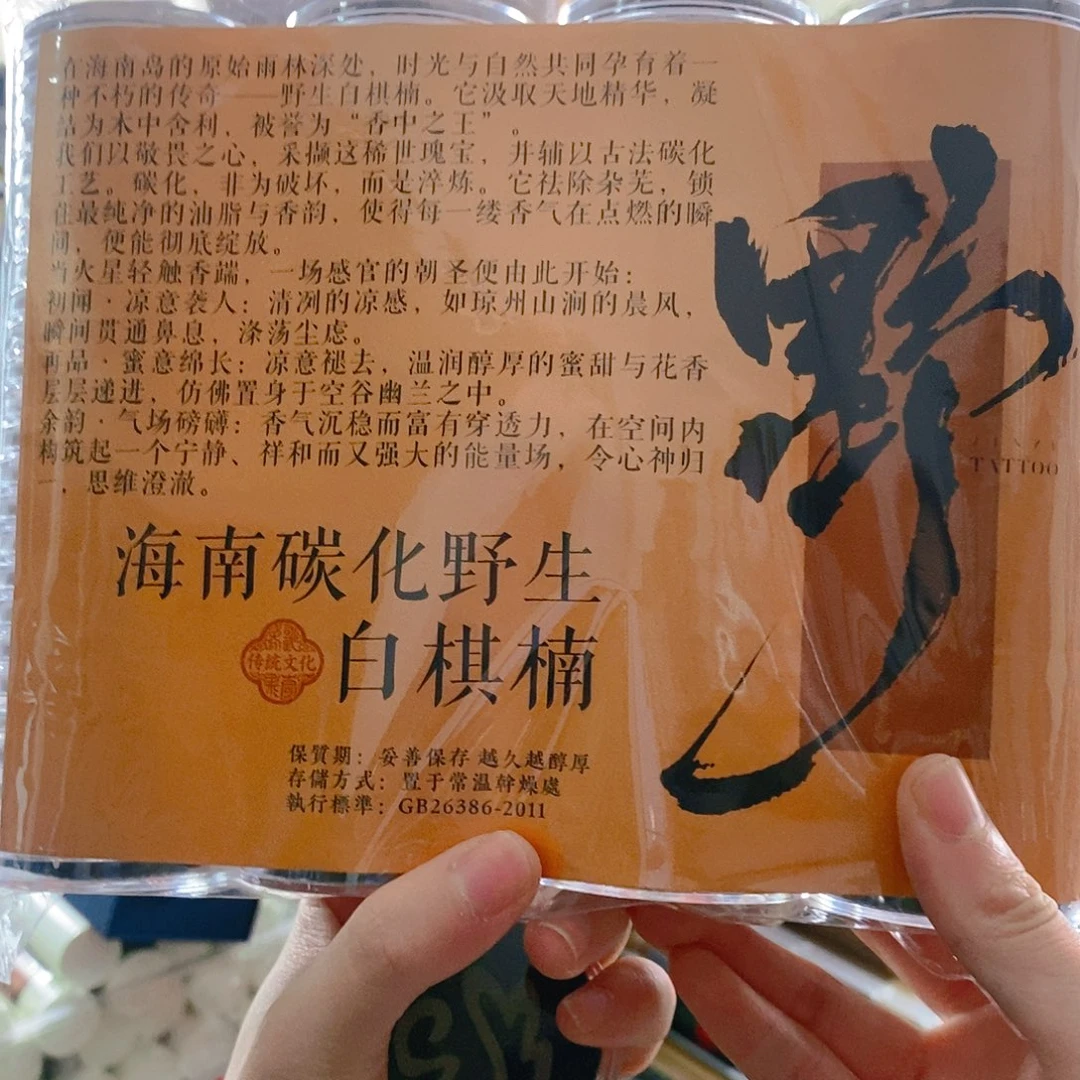 在海南岛的原始雨林深处，时光与自然共同孕育着一
种不朽的传奇——野生白棋楠。它汲取天地精华，凝
结为木中舍利，被誉为“香中之王”。
我们以敬畏之心，采撷这稀世瑰宝，并辅以古法碳化
工艺。碳化，非为破坏，而是淬炼。它祛除杂芜，锁
住最纯净的油脂与香韵，使得每一缕香气在点燃的瞬
间，便能彻底绽放。
当火星轻触香端，一场感官的朝圣便由此开始：
初闻·凉意袭人：清冽的凉感，如琼州山涧的晨风，
瞬间贯通鼻息，涤荡尘虑。
再品·蜜意绵长：凉意褪去，温润醇厚的蜜甜与花香
层层递进，仿佛置身于空谷幽兰之中。
余韵·气场磅礴：香气沉稳而富有穿透力，在空间内
构筑起一个宁静、祥和而又强大的能量场，令心神归
一，思维澄澈。
野
TATTOO
海南碳化野生
传统文化
白棋楠
保質期：妥善保存 越久越醇厚
存儲方式：置于常温幹燥處
執行標準：GB26386-2011